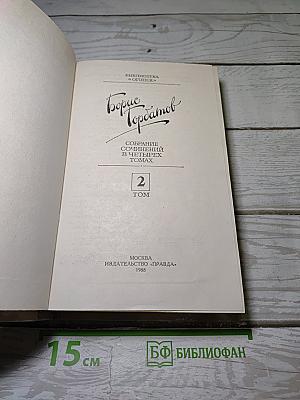 БИБЛИОТЕКА
«ОГОНЕК»
Борис
Горбатов
СОБРАНИЕ
СОЧИНЕНИЙ
В ЧЕТЫРЕХ
ТОМАХ
2
ТОМ
МОСКВА
ИЗДАТЕЛЬСТВО «ПРАВДА»
1988
15 см
БФ БИБЛИОФАН